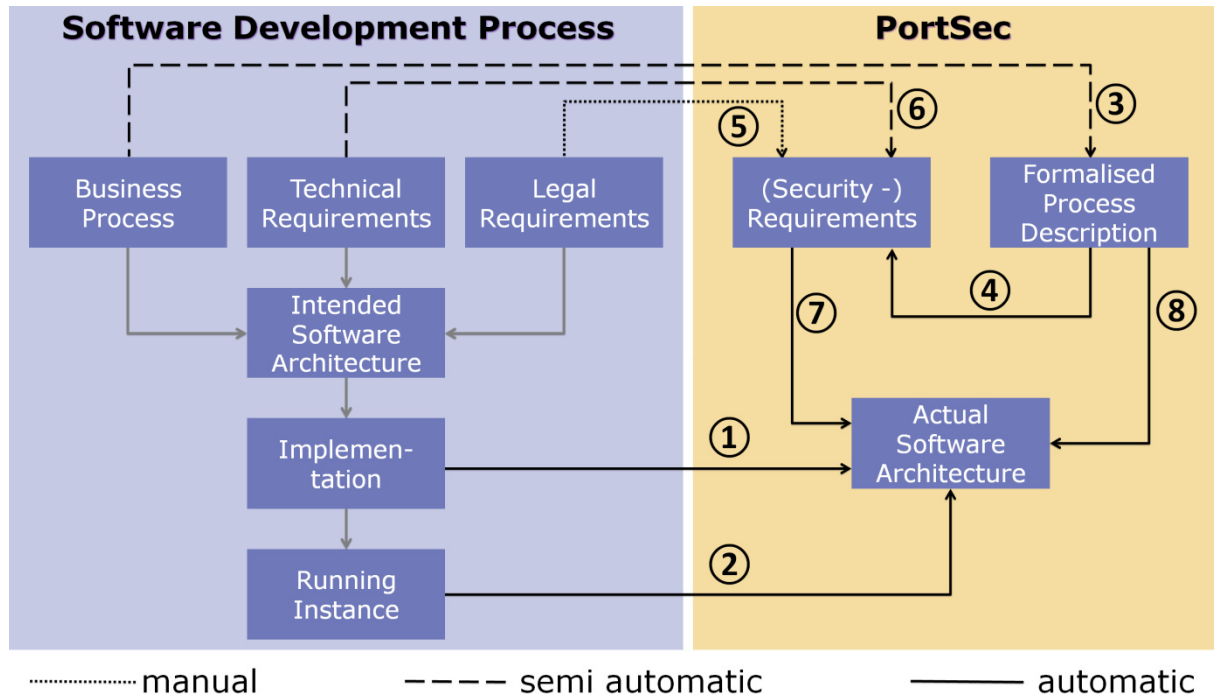 Software Development Process
PortSec
③
⑥
⑤
Business
Process
Technical
Requirements
Legal
Requirements
(Security -)
Requirements
Formalised
Process
Description
④
⑦
⑧
Intended
Software
Architecture
Actual
Software
Architecture
①
Implemen-
tation
②
Running
Instance
manual
semi automatic
automatic